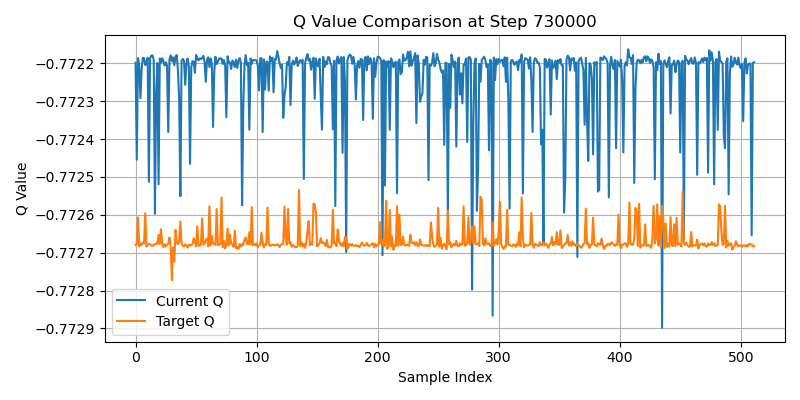 Q Value Comparison at Step 730000
Q Value
−0.7722
−0.7723
−0.7724
−0.7725
−0.7726
−0.7727
−0.7728
−0.7729
Current Q
Target Q
0 100 200 300 400 500
Sample Index